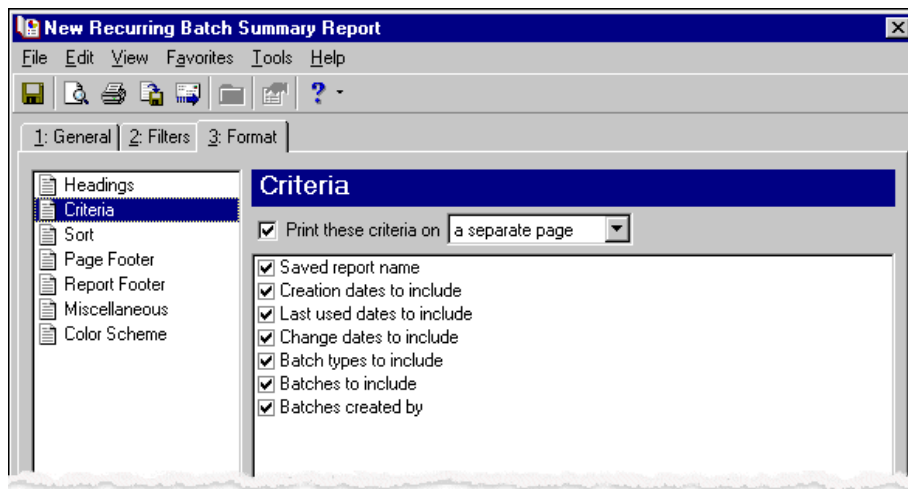 New Recurring Batch Summary Report
File Edit View Favorites Tools Help
?
1: General 2: Filters 3: Format
Headings
Criteria
Sort
Page Footer
Report Footer
Miscellaneous
Color Scheme
Criteria
Print these criteria on a separate page
Saved report name
Creation dates to include
Last used dates to include
Change dates to include
Batch types to include
Batches to include
Batches created by